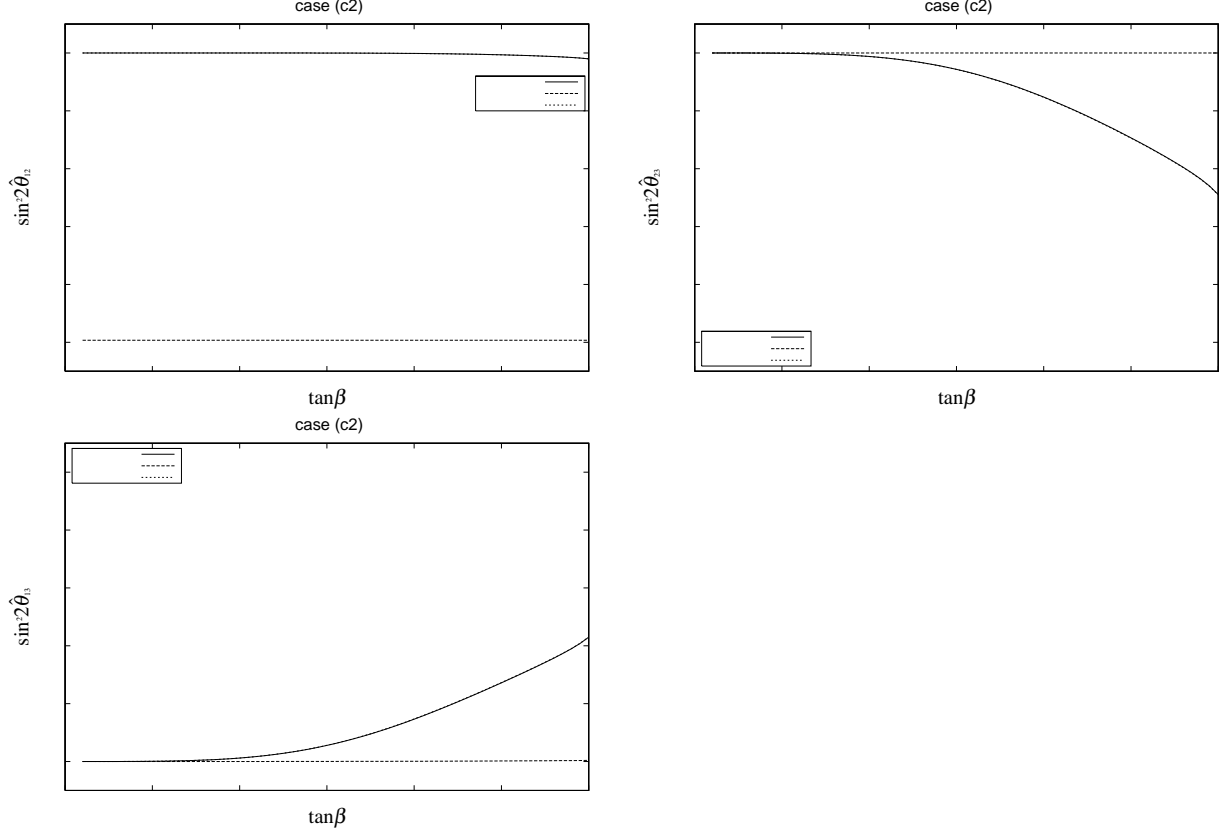 case (c2)
sin²2θ̂₁₂
tanβ
case (c2)
sin²2θ̂₂₃
tanβ
case (c2)
sin²2θ̂₁₃
tanβ